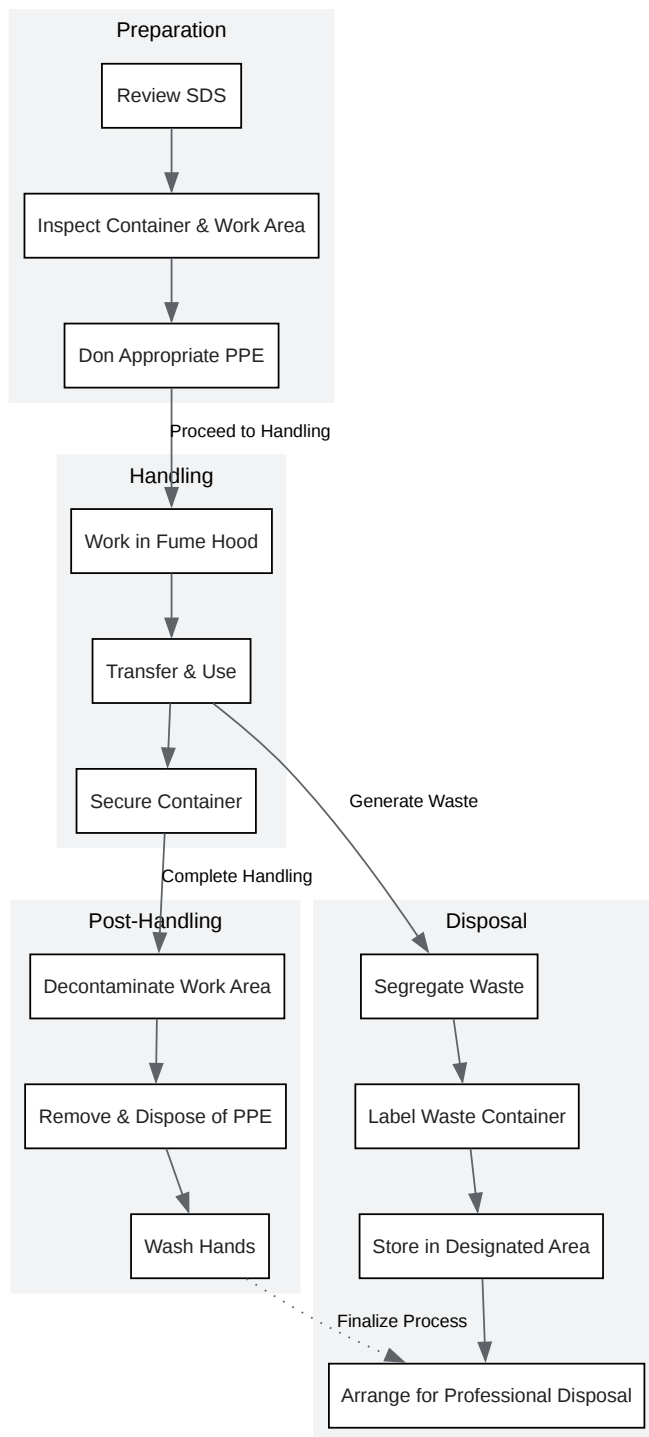 Preparation
Review SDS
Inspect Container & Work Area
Don Appropriate PPE
Proceed to Handling
Handling
Work in Fume Hood
Transfer & Use
Secure Container
Generate Waste
Complete Handling
Post-Handling
Decontaminate Work Area
Remove & Dispose of PPE
Wash Hands
Disposal
Segregate Waste
Label Waste Container
Store in Designated Area
Finalize Process
Arrange for Professional Disposal